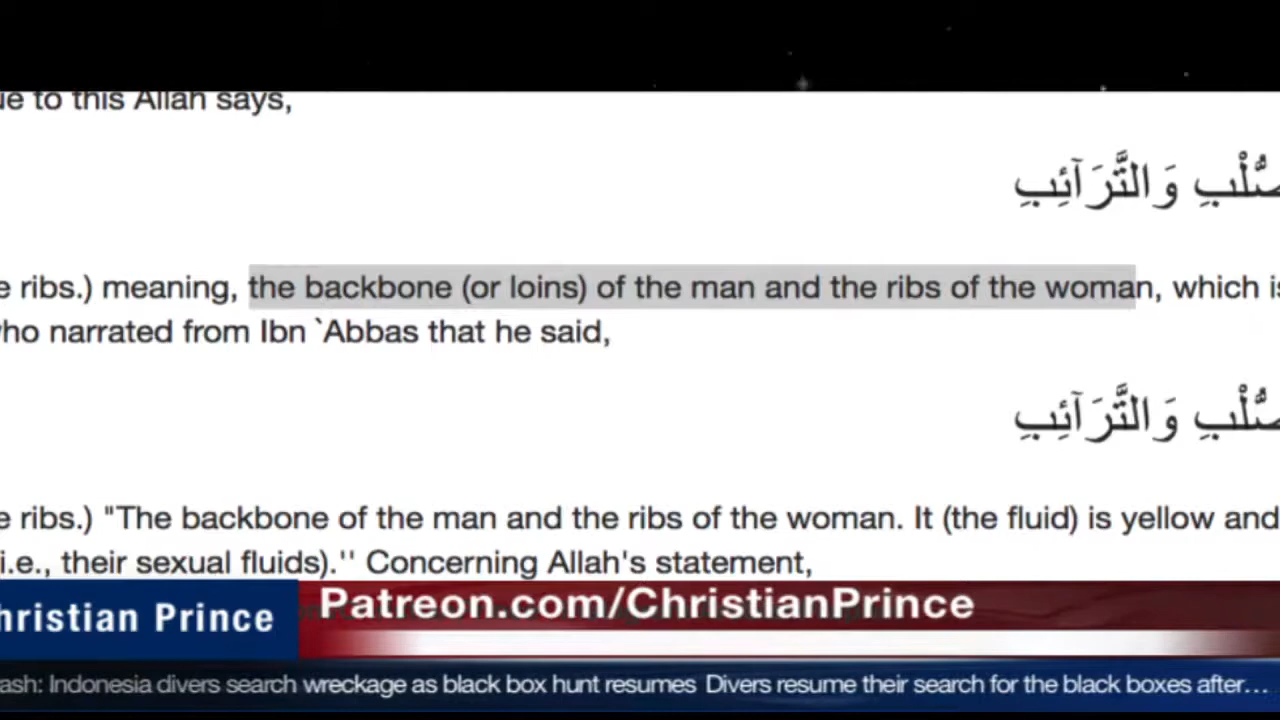 ue to this Allah says,
صُّلْبِ وَالتَّرَآئِبِ
e ribs.) meaning, the backbone (or loins) of the man and the ribs of the woman, which is
who narrated from Ibn `Abbas that he said,
صُّلْبِ وَالتَّرَآئِبِ
e ribs.) "The backbone of the man and the ribs of the woman. It (the fluid) is yellow and
i.e., their sexual fluids).'' Concerning Allah's statement,
hristian Prince
Patreon.com/ChristianPrince
ash: Indonesia divers search wreckage as black box hunt resumes Divers resume their search for the black boxes after...